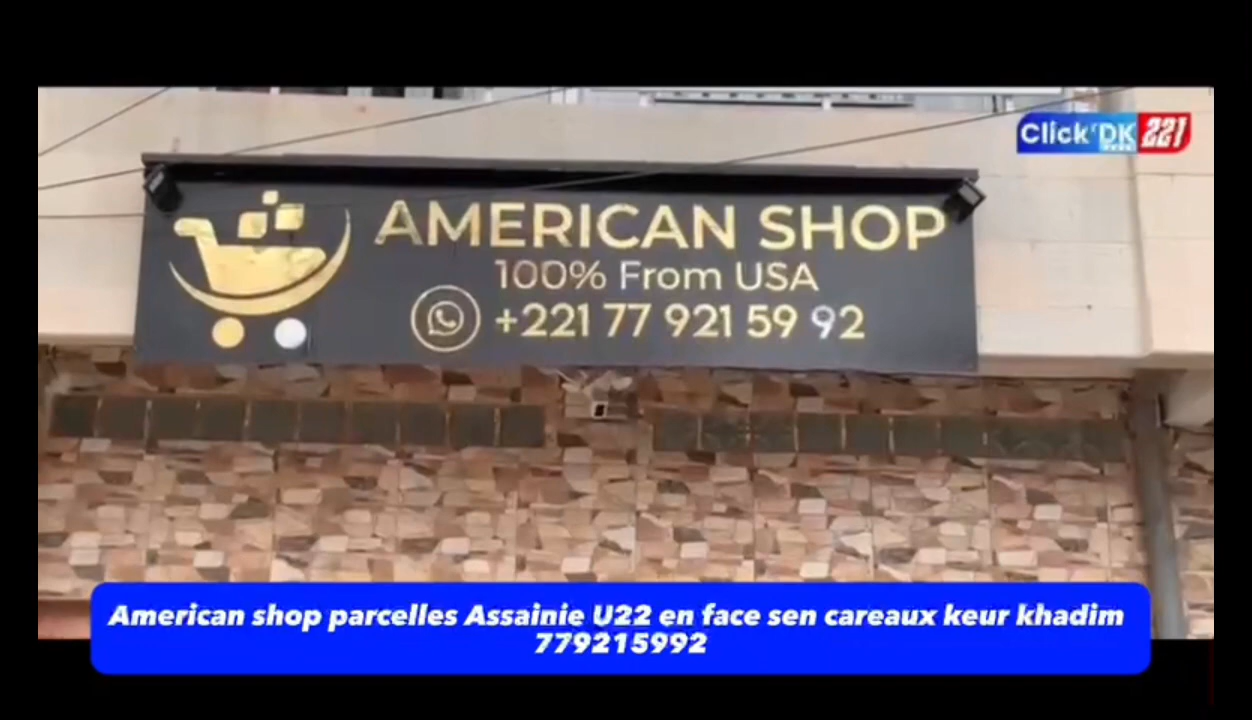 Click'DK 221
AMERICAN SHOP
100% From USA
+221 77 921 59 92
American shop parcelles Assainie U22 en face sen careaux keur khadim
779215992